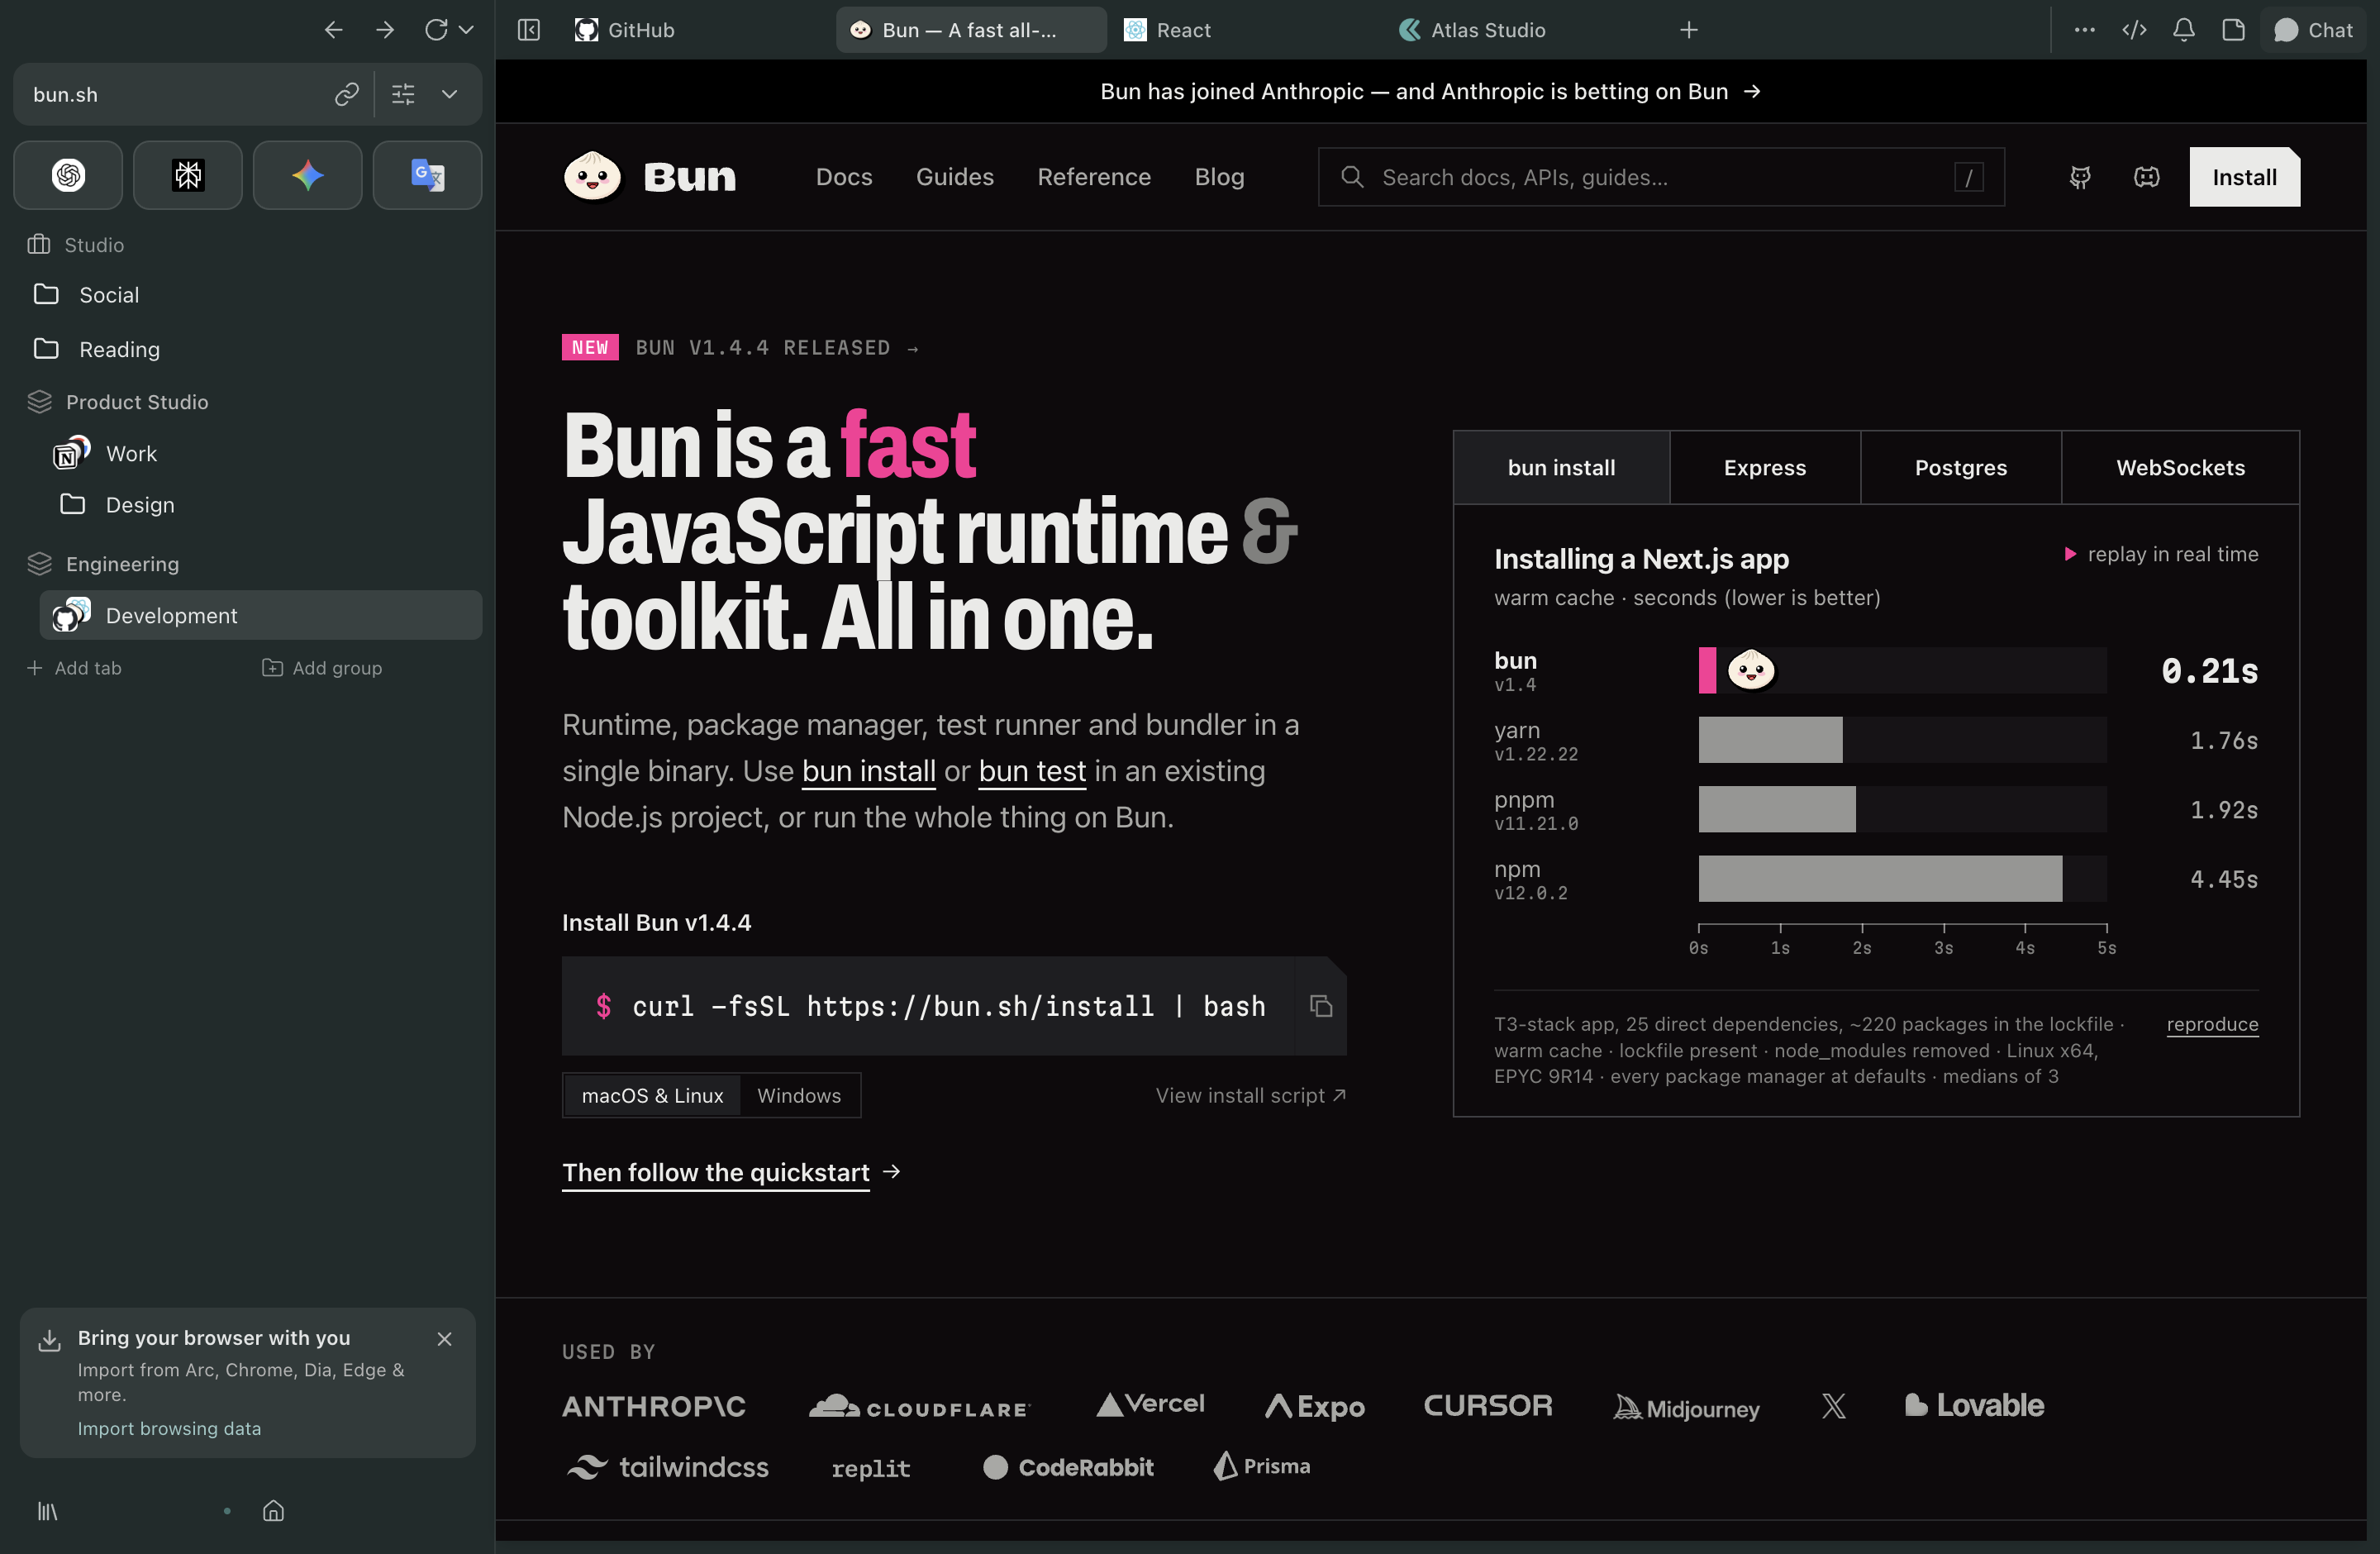 GitHub
Bun — A fast all-...
React
Atlas Studio
Chat
bun.sh
Studio
Social
Reading
Product Studio
Work
Design
Engineering
Development
Add tab
Add group
Bring your browser with you
Import from Arc, Chrome, Dia, Edge &
more.
Import browsing data
Bun has joined Anthropic — and Anthropic is betting on Bun →
Bun
Docs
Guides
Reference
Blog
Search docs, APIs, guides...
/
Install
NEW BUN V1.4.4 RELEASED →
Bun is a fast
JavaScript runtime &
toolkit. All in one.
Runtime, package manager, test runner and bundler in a
single binary. Use bun install or bun test in an existing
Node.js project, or run the whole thing on Bun.
Install Bun v1.4.4
$ curl -fsSL https://bun.sh/install | bash
macOS & Linux
Windows
View install script ↗
Then follow the quickstart →
bun install
Express
Postgres
WebSockets
Installing a Next.js app
replay in real time
warm cache · seconds (lower is better)
bun
v1.4
0.21s
yarn
v1.22.22
1.76s
pnpm
v11.21.0
1.92s
npm
v12.0.2
4.45s
0s 1s 2s 3s 4s 5s
T3-stack app, 25 direct dependencies, ~220 packages in the lockfile ·
warm cache · lockfile present · node_modules removed · Linux x64,
EPYC 9R14 · every package manager at defaults · medians of 3
reproduce
USED BY
ANTHROP\C
CLOUDFLARE
Vercel
Expo
CURSOR
Midjourney
X
Lovable
tailwindcss
replit
CodeRabbit
Prisma